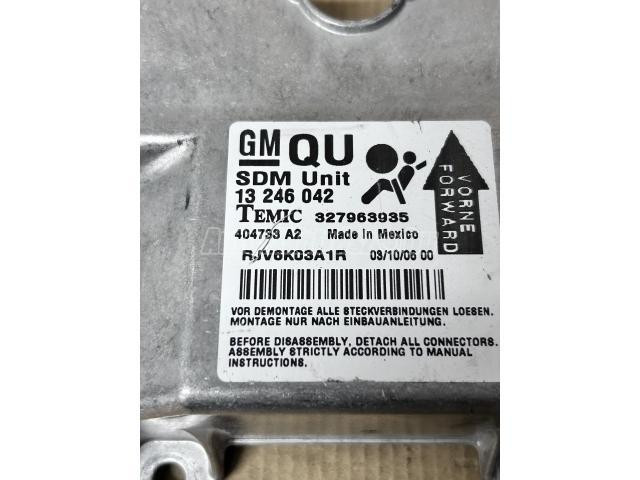 GM QU
SDM Unit
13 246 042
TEMIC 327963935
404733 A2 Made in Mexico
RJV6K03A1R 03/10/06 00
VORNE
FORWARD
VOR DEMONTAGE ALLE STECKVERBINDUNGEN LOESEN.
MONTAGE NUR NACH EINBAUANLEITUNG.
BEFORE DISASSEMBLY, DETACH ALL CONNECTORS.
ASSEMBLY STRICTLY ACCORDING TO MANUAL
INSTRUCTIONS.